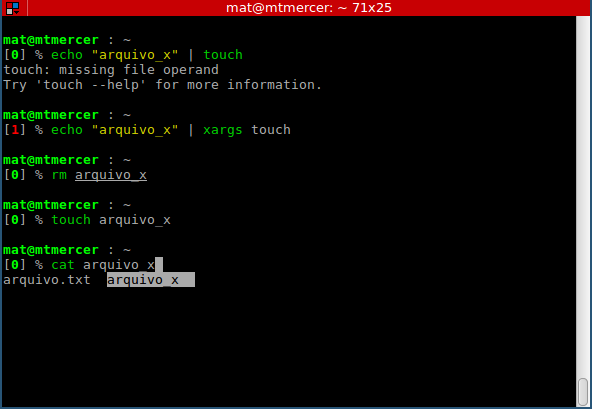 mat@mtmercer: ~ 71x25
mat@mtmercer : ~
[0] % echo "arquivo_x" | touch
touch: missing file operand
Try 'touch --help' for more information.
mat@mtmercer : ~
[1] % echo "arquivo_x" | xargs touch
mat@mtmercer : ~
[0] % rm arquivo_x
mat@mtmercer : ~
[0] % touch arquivo_x
mat@mtmercer : ~
[0] % cat arquivo_x
arquivo.txt  arquivo_x